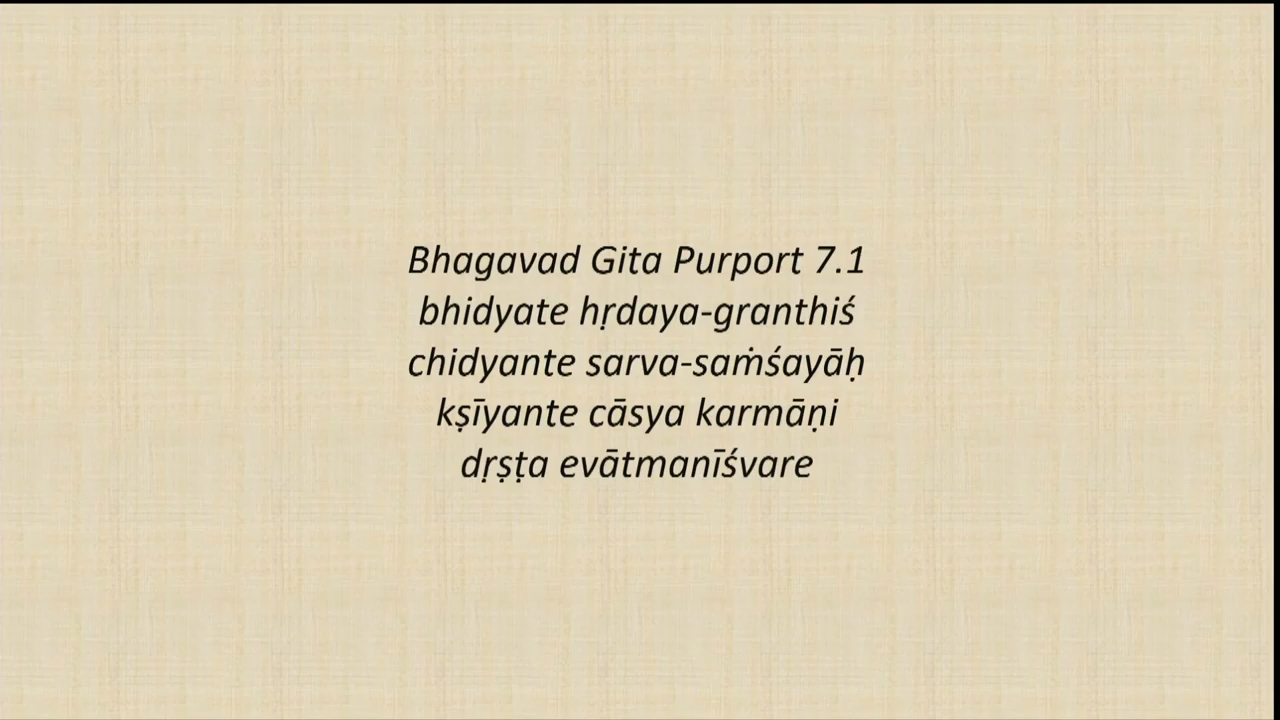 Bhagavad Gita Purport 7.1
bhidyate hṛdaya-granthiś
chidyante sarva-saṁśayāḥ
kṣīyante cāsya karmāṇi
dṛṣṭa evātmanīśvare